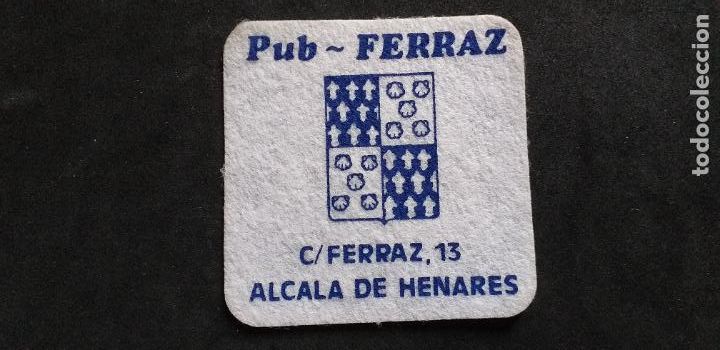 Pub ~ FERRAZ
C/FERRAZ, 13
ALCALA DE HENARES
todocoleccion